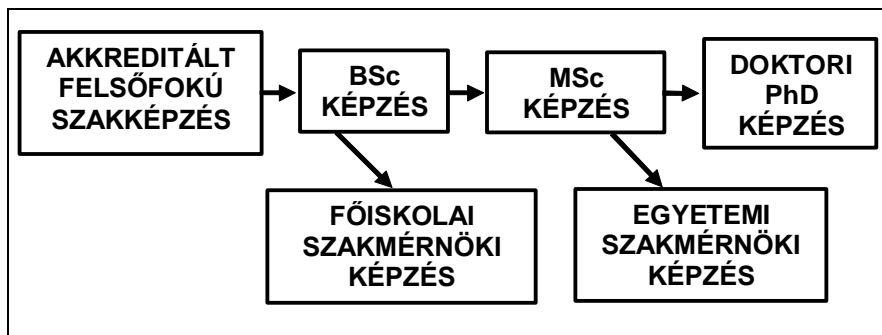 AKKREDITÁLT
FELSŐFOKÚ
SZAKKÉPZÉS
BSc
KÉPZÉS
MSc
KÉPZÉS
DOKTORI
PhD
KÉPZÉS
FŐISKOLAI
SZAKMÉRNÖKI
KÉPZÉS
EGYETEMI
SZAKMÉRNÖKI
KÉPZÉS